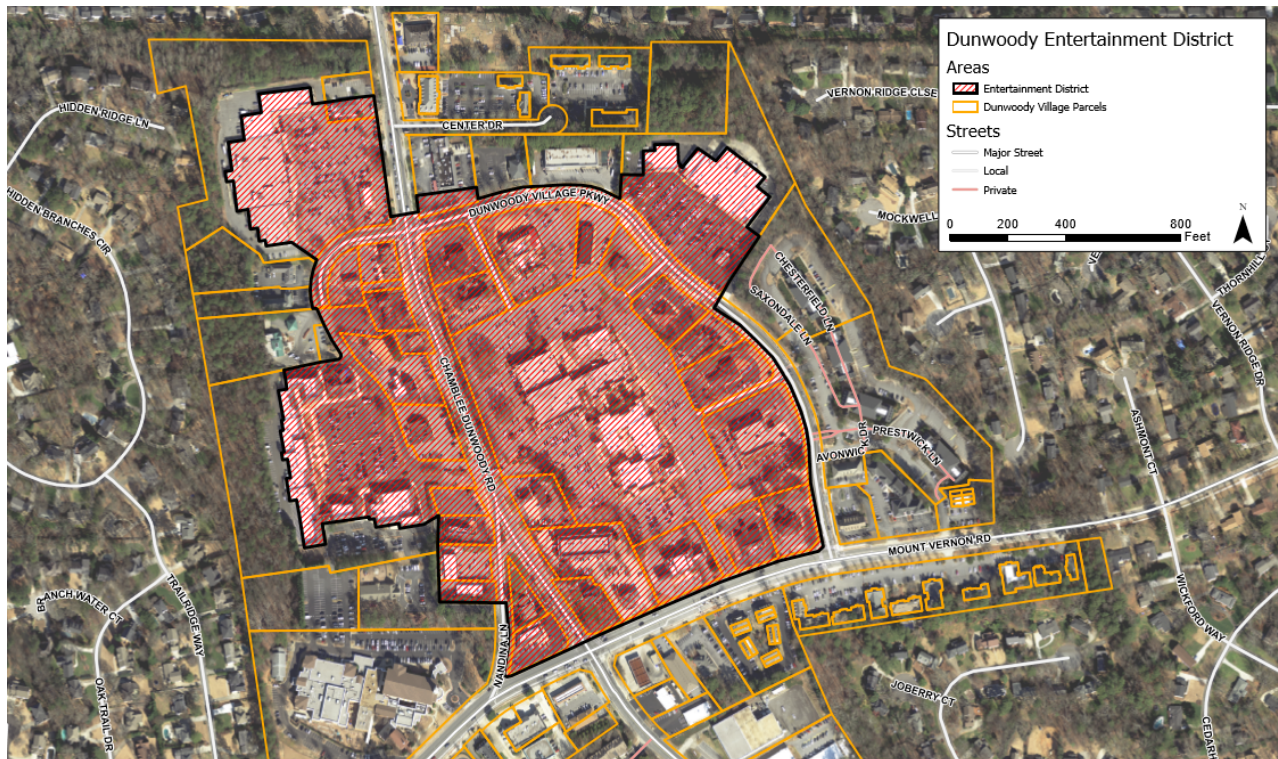 Dunwoody Entertainment District
Areas
Entertainment District
Dunwoody Village Parcels
Streets
Major Street
Local
Private
0 200 400 800
Feet
N
HIDDEN RIDGE LN
VERNON RIDGE CLSE
CENTER DR
HIDDEN BRANCHES CIR
DUNWOODY VILLAGE PKWY
MOCKWELL
CHESTERFIELD LN
SAXONDALE LN
THORNHILL
VERNON RIDGE DR
CHAMBLEE DUNWOODY RD
PRESTWICK LN
AVONWICK DR
ASHMONT CT
MOUNT VERNON RD
TRAILRIDGE WAY
BRANCH WATER CT
WICKFORD WAY
NANDINA LN
OAK TRAIL DR
JOBERRY CT
CEDARH